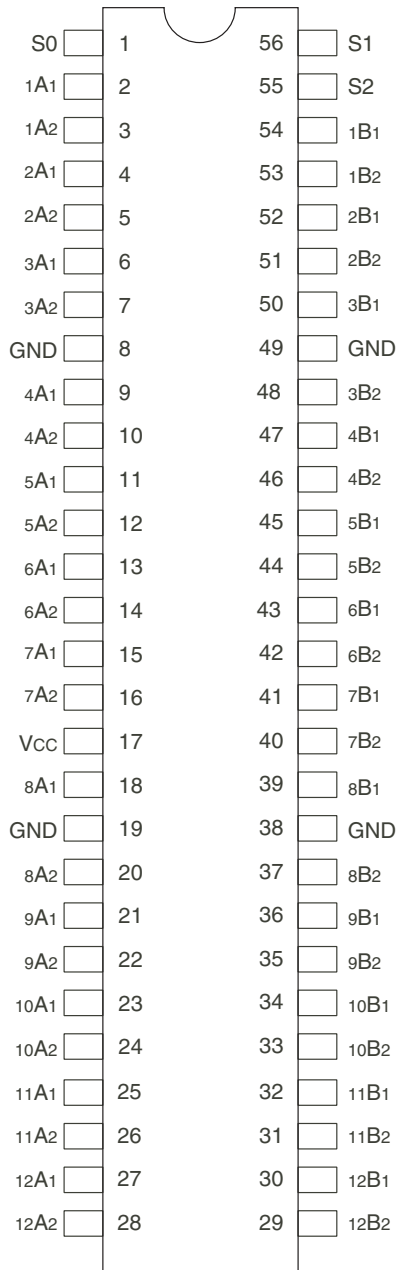 S0 1 56 S1
1A1 2 55 S2
1A2 3 54 1B1
2A1 4 53 1B2
2A2 5 52 2B1
3A1 6 51 2B2
3A2 7 50 3B1
GND 8 49 GND
4A1 9 48 3B2
4A2 10 47 4B1
5A1 11 46 4B2
5A2 12 45 5B1
6A1 13 44 5B2
6A2 14 43 6B1
7A1 15 42 6B2
7A2 16 41 7B1
VCC 17 40 7B2
8A1 18 39 8B1
GND 19 38 GND
8A2 20 37 8B2
9A1 21 36 9B1
9A2 22 35 9B2
10A1 23 34 10B1
10A2 24 33 10B2
11A1 25 32 11B1
11A2 26 31 11B2
12A1 27 30 12B1
12A2 28 29 12B2